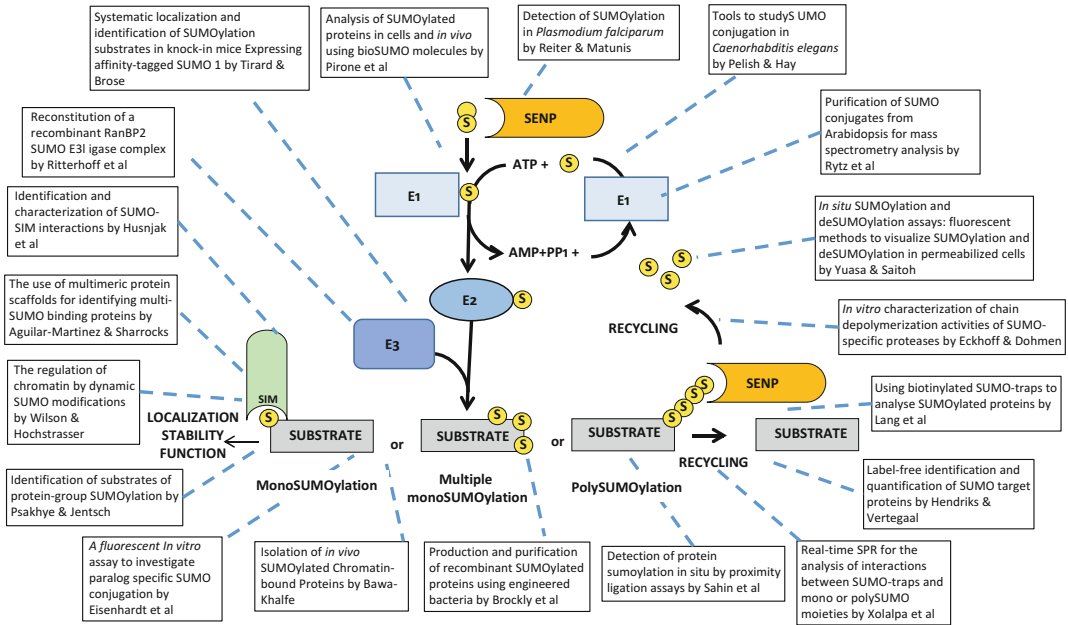 Systematic localization and
identification of SUMOylation
substrates in knock-in mice Expressing
affinity-tagged SUMO 1 by Tirard &
Brose
Analysis of SUMOylated
proteins in cells and in vivo
using bioSUMO molecules by
Pirone et al
Detection of SUMOylation
in Plasmodium falciparum
by Reiter & Matunis
Tools to studyS UMO
conjugation in
Caenorhabditis elegans
by Pelish & Hay
Reconstitution of a
recombinant RanBP2
SUMO E3l igase complex
by Ritterhoff et al
Purification of SUMO
conjugates from
Arabidopsis for mass
spectrometry analysis by
Rytz et al
Identification and
characterization of SUMO-
SIM interactions by Husnjak
et al
In situ SUMOylation and
deSUMOylation assays: fluorescent
methods to visualize SUMOylation and
deSUMOylation in permeabilized cells
by Yuasa & Saitoh
The use of multimeric protein
scaffolds for identifying multi-
SUMO binding proteins by
Aguilar-Martinez & Sharrocks
In vitro characterization of chain
depolymerization activities of SUMO-
specific proteases by Eckhoff & Dohmen
The regulation of
chromatin by dynamic
SUMO modifications
by Wilson &
Hochstrasser
Using biotinylated SUMO-traps to
analyse SUMOylated proteins by
Lang et al
Identification of substrates of
protein-group SUMOylation by
Psakhye & Jentsch
Label-free identification and
quantification of SUMO target
proteins by Hendriks &
Vertegaal
A fluorescent In vitro
assay to investigate
paralog specific SUMO
conjugation by Eisenhardt et al
Isolation of in vivo
SUMOylated Chromatin-
bound Proteins by Bawa-
Khalfe
Production and purification
of recombinant SUMOylated
proteins using engineered
bacteria by Brockly et al
Detection of protein
sumoylation in situ by proximity
ligation assays by Sahin et al
Real-time SPR for the
analysis of interactions
between SUMO-traps and
mono or polySUMO
moieties by Xolalpa et al
S
SENP
ATP +
S
E1
S
E1
AMP+PP1 +
S
S
S
E2
S
RECYCLING
E3
SENP
SIM
S
S
S
S
S
S
S
S
LOCALIZATION
STABILITY
FUNCTION
SUBSTRATE
or
SUBSTRATE
or
SUBSTRATE
RECYCLING
SUBSTRATE
MonoSUMOylation
Multiple
monoSUMOylation
PolySUMOylation